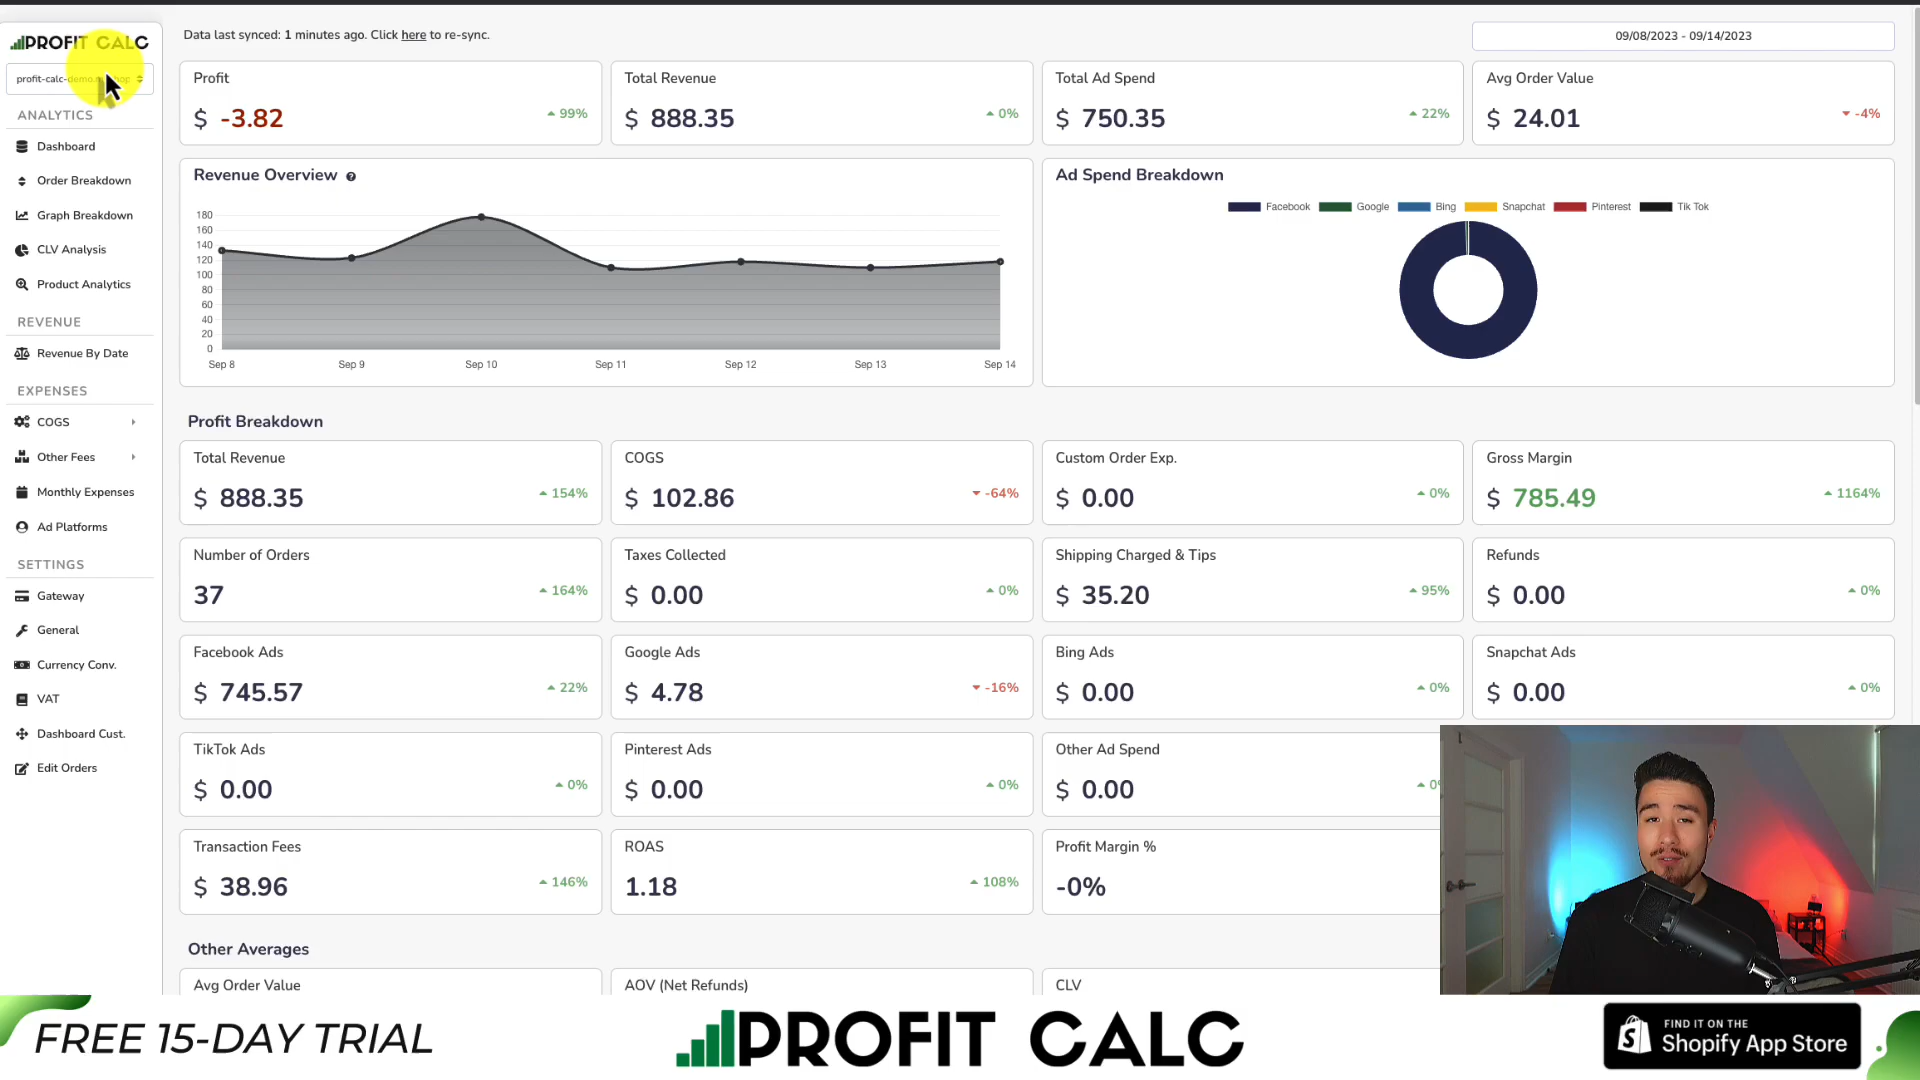 PROFIT CALC
Data last synced: 1 minutes ago. Click here to re-sync.
09/08/2023 - 09/14/2023
ANALYTICS
Dashboard
Order Breakdown
Graph Breakdown
CLV Analysis
Product Analytics
REVENUE
Revenue By Date
EXPENSES
COGS
Other Fees
Monthly Expenses
Ad Platforms
SETTINGS
Gateway
General
Currency Conv.
VAT
Dashboard Cust.
Edit Orders
Profit
$ -3.82
99%
Total Revenue
$ 888.35
0%
Total Ad Spend
$ 750.35
22%
Avg Order Value
$ 24.01
-4%
Revenue Overview
180
160
140
120
100
80
60
40
20
0
Sep 8 Sep 9 Sep 10 Sep 11 Sep 12 Sep 13 Sep 14
Ad Spend Breakdown
Facebook Google Bing Snapchat Pinterest Tik Tok
Profit Breakdown
Total Revenue
$ 888.35
154%
COGS
$ 102.86
-64%
Custom Order Exp.
$ 0.00
0%
Gross Margin
$ 785.49
1164%
Number of Orders
37
164%
Taxes Collected
$ 0.00
0%
Shipping Charged & Tips
$ 35.20
95%
Refunds
$ 0.00
0%
Facebook Ads
$ 745.57
22%
Google Ads
$ 4.78
-16%
Bing Ads
$ 0.00
0%
Snapchat Ads
$ 0.00
0%
TikTok Ads
$ 0.00
0%
Pinterest Ads
$ 0.00
0%
Other Ad Spend
$ 0.00
Transaction Fees
$ 38.96
146%
ROAS
1.18
108%
Profit Margin %
-0%
Other Averages
Avg Order Value
AOV (Net Refunds)
CLV
FREE 15-DAY TRIAL
PROFIT CALC
FIND IT ON THE
Shopify App Store